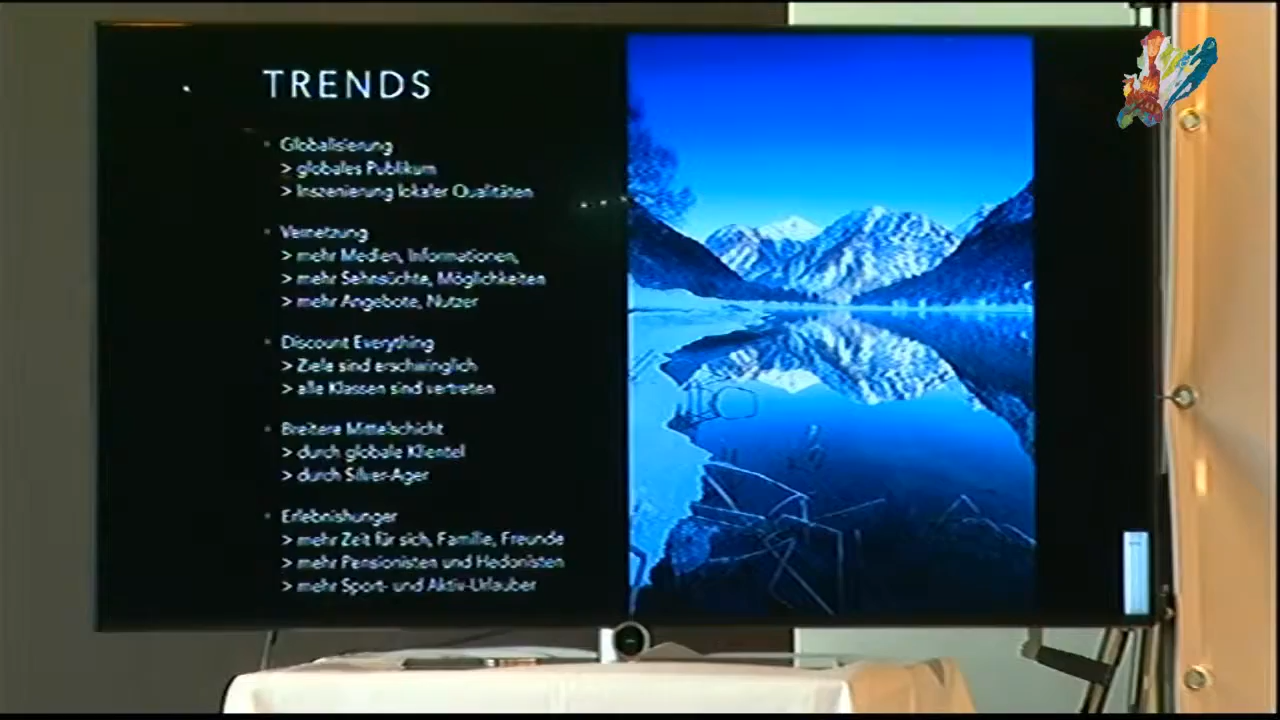 TRENDS
• Globalisierung
> globales Publikum
> Inszenierung lokaler Qualitäten
• Vernetzung
> mehr Medien, Informationen,
> mehr Sehnsüchte, Möglichkeiten
> mehr Angebote, Nutzer
• Discount Everything
> Ziele sind erschwinglich
> alle Klassen sind vertreten
• Breitere Mittelschicht
> durch globale Klientel
> durch Silver-Ager
• Erlebnishunger
> mehr Zeit für sich, Familie, Freunde
> mehr Pensionisten und Hedonisten
> mehr Sport- und Aktiv-Urlauber